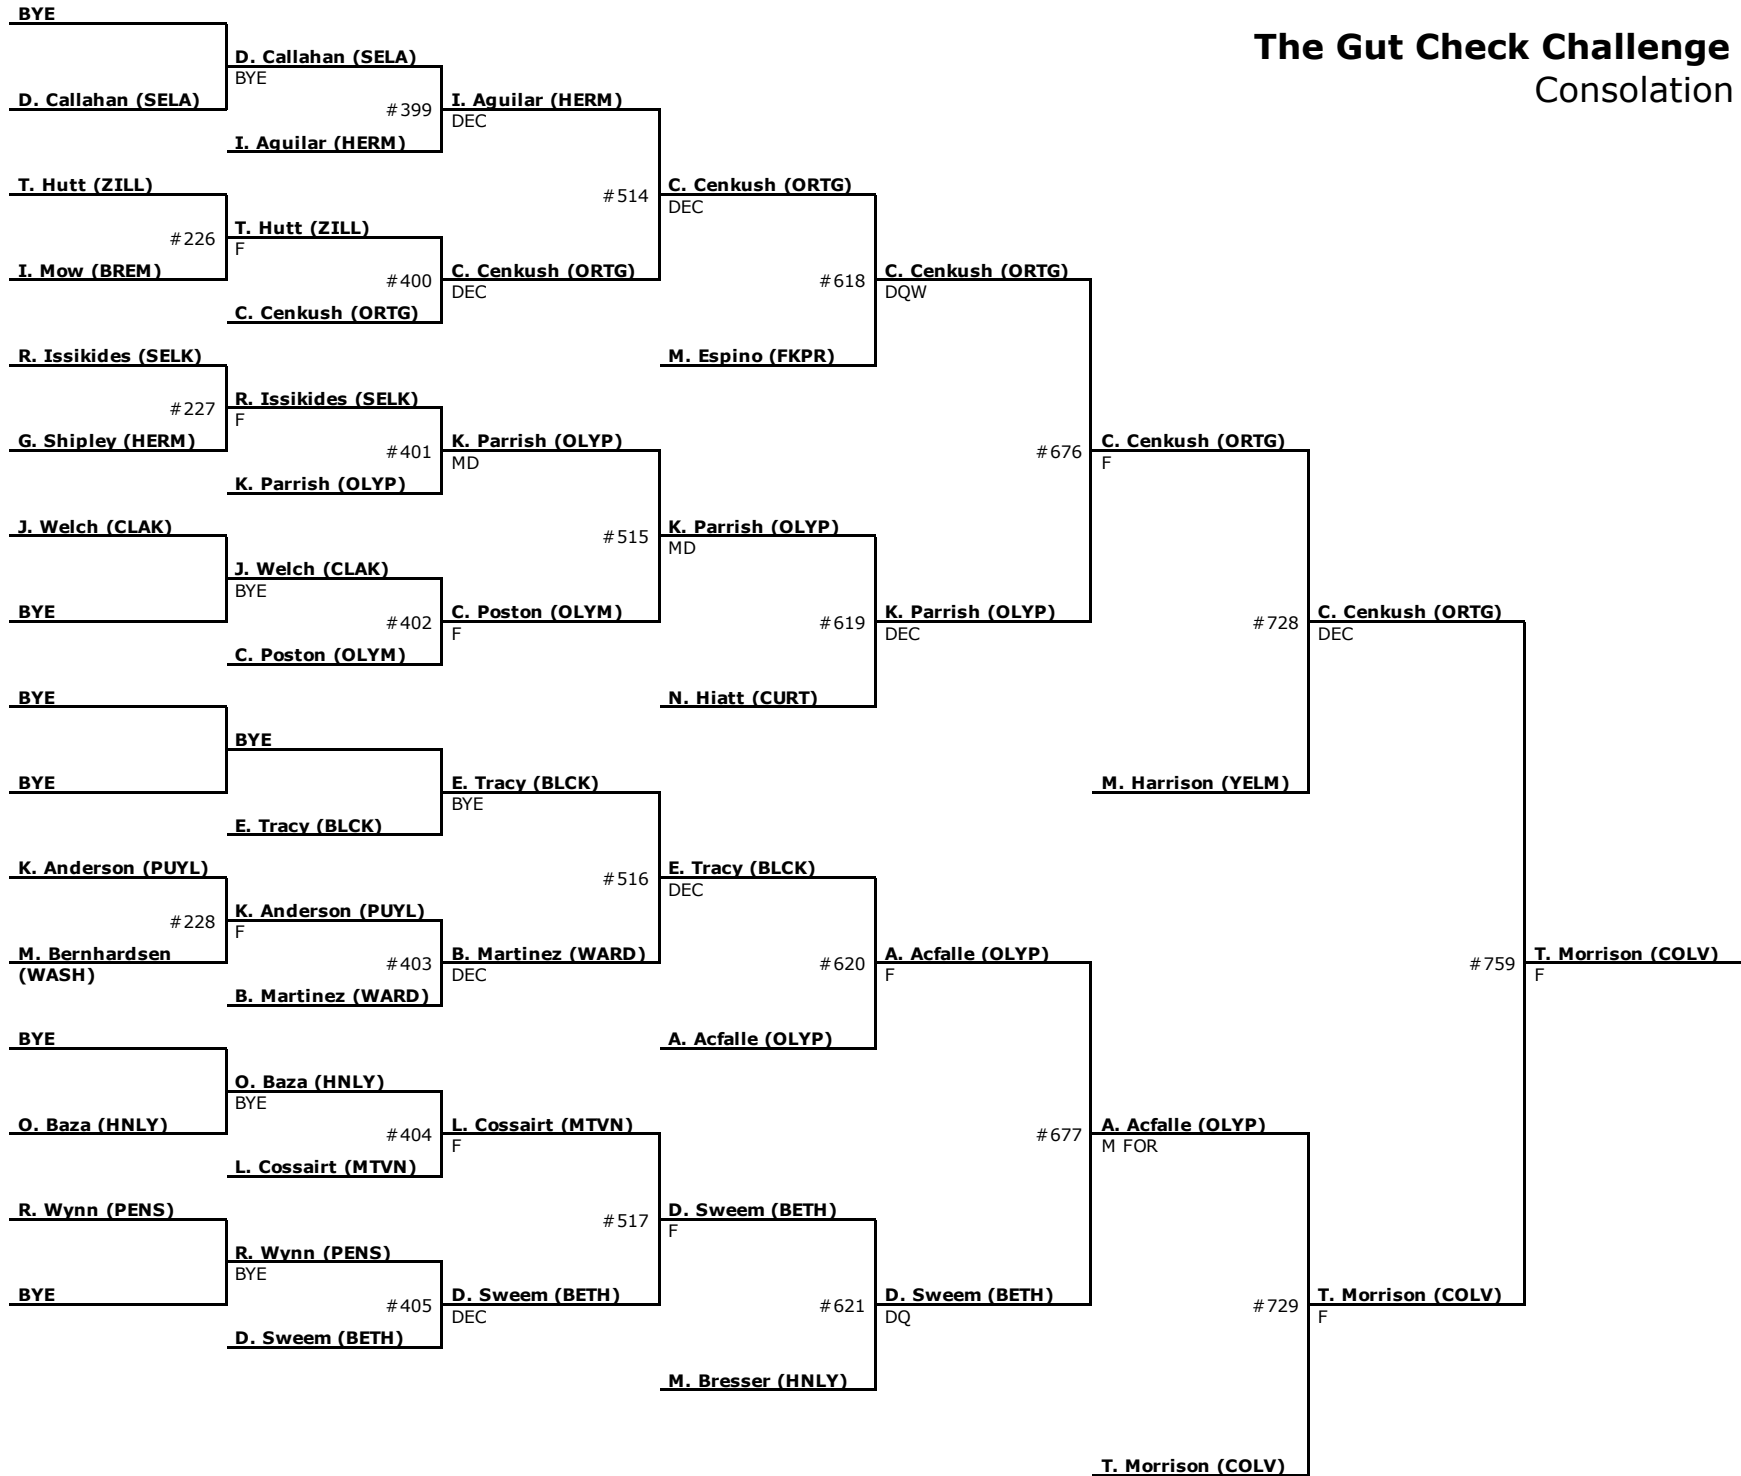 BYE
The Gut Check Challenge
Consolation
D. Callahan (SELA)
BYE
D. Callahan (SELA)
#399
I. Aguilar (HERM)
DEC
I. Aguilar (HERM)
T. Hutt (ZILL)
#514
C. Cenkush (ORTG)
DEC
#226
T. Hutt (ZILL)
F
I. Mow (BREM)
#400
C. Cenkush (ORTG)
DEC
#618
C. Cenkush (ORTG)
DQW
C. Cenkush (ORTG)
R. Issikides (SELK)
M. Espino (FKPR)
#227
R. Issikides (SELK)
F
G. Shipley (HERM)
#401
K. Parrish (OLYP)
MD
#676
C. Cenkush (ORTG)
F
K. Parrish (OLYP)
J. Welch (CLAK)
#515
K. Parrish (OLYP)
MD
J. Welch (CLAK)
BYE
BYE
#402
C. Poston (OLYM)
F
#619
K. Parrish (OLYP)
DEC
#728
C. Cenkush (ORTG)
DEC
C. Poston (OLYM)
BYE
N. Hiatt (CURT)
BYE
BYE
E. Tracy (BLCK)
BYE
M. Harrison (YELM)
E. Tracy (BLCK)
K. Anderson (PUYL)
#516
E. Tracy (BLCK)
DEC
#228
K. Anderson (PUYL)
F
M. Bernhardsen
(WASH)
#403
B. Martinez (WARD)
DEC
#620
A. Acfalle (OLYP)
F
#759
T. Morrison (COLV)
F
B. Martinez (WARD)
BYE
A. Acfalle (OLYP)
O. Baza (HNLY)
BYE
O. Baza (HNLY)
#404
L. Cossairt (MTVN)
F
#677
A. Acfalle (OLYP)
M FOR
L. Cossairt (MTVN)
R. Wynn (PENS)
#517
D. Sweem (BETH)
F
R. Wynn (PENS)
BYE
BYE
#405
D. Sweem (BETH)
DEC
#621
D. Sweem (BETH)
DQ
#729
T. Morrison (COLV)
F
D. Sweem (BETH)
M. Bresser (HNLY)
T. Morrison (COLV)